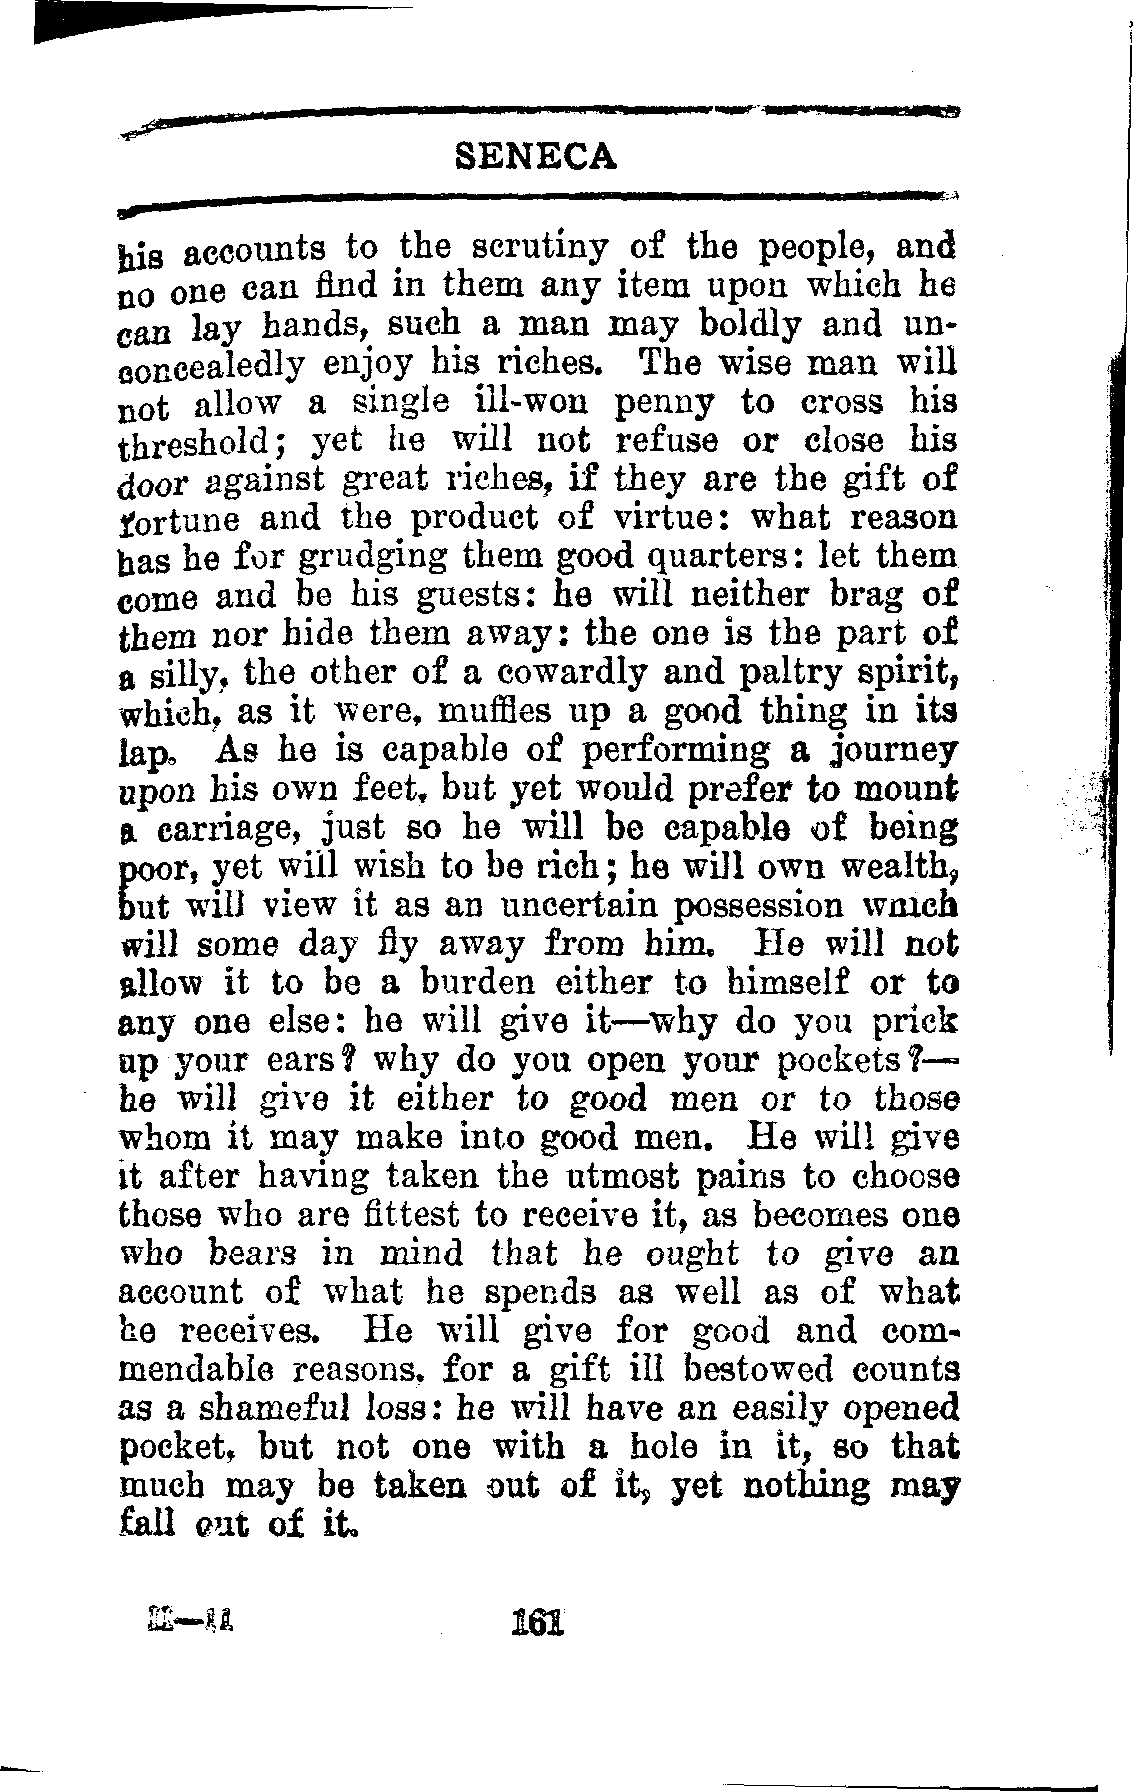 SENECA
his accounts to the scrutiny of the people, and
no one can find in them any item upon which he
can lay hands, such a man may boldly and un-
concealedly enjoy his riches. The wise man will
not allow a single ill-won penny to cross his
threshold; yet he will not refuse or close his
door against great riches, if they are the gift of
fortune and the product of virtue: what reason
has he for grudging them good quarters: let them
come and be his guests: he will neither brag of
them nor hide them away: the one is the part of
a silly, the other of a cowardly and paltry spirit,
which, as it were, muffles up a good thing in its
lap. As he is capable of performing a journey
upon his own feet, but yet would prefer to mount
a carriage, just so he will be capable of being
poor, yet will wish to be rich; he will own wealth,
but will view it as an uncertain possession which
will some day fly away from him. He will not
allow it to be a burden either to himself or to
any one else: he will give it—why do you prick
up your ears? why do you open your pockets?—
he will give it either to good men or to those
whom it may make into good men. He will give
it after having taken the utmost pains to choose
those who are fittest to receive it, as becomes one
who bears in mind that he ought to give an
account of what he spends as well as of what
he receives. He will give for good and com-
mendable reasons, for a gift ill bestowed counts
as a shameful loss: he will have an easily opened
pocket, but not one with a hole in it, so that
much may be taken out of it, yet nothing may
fall out of it.
II—11 161